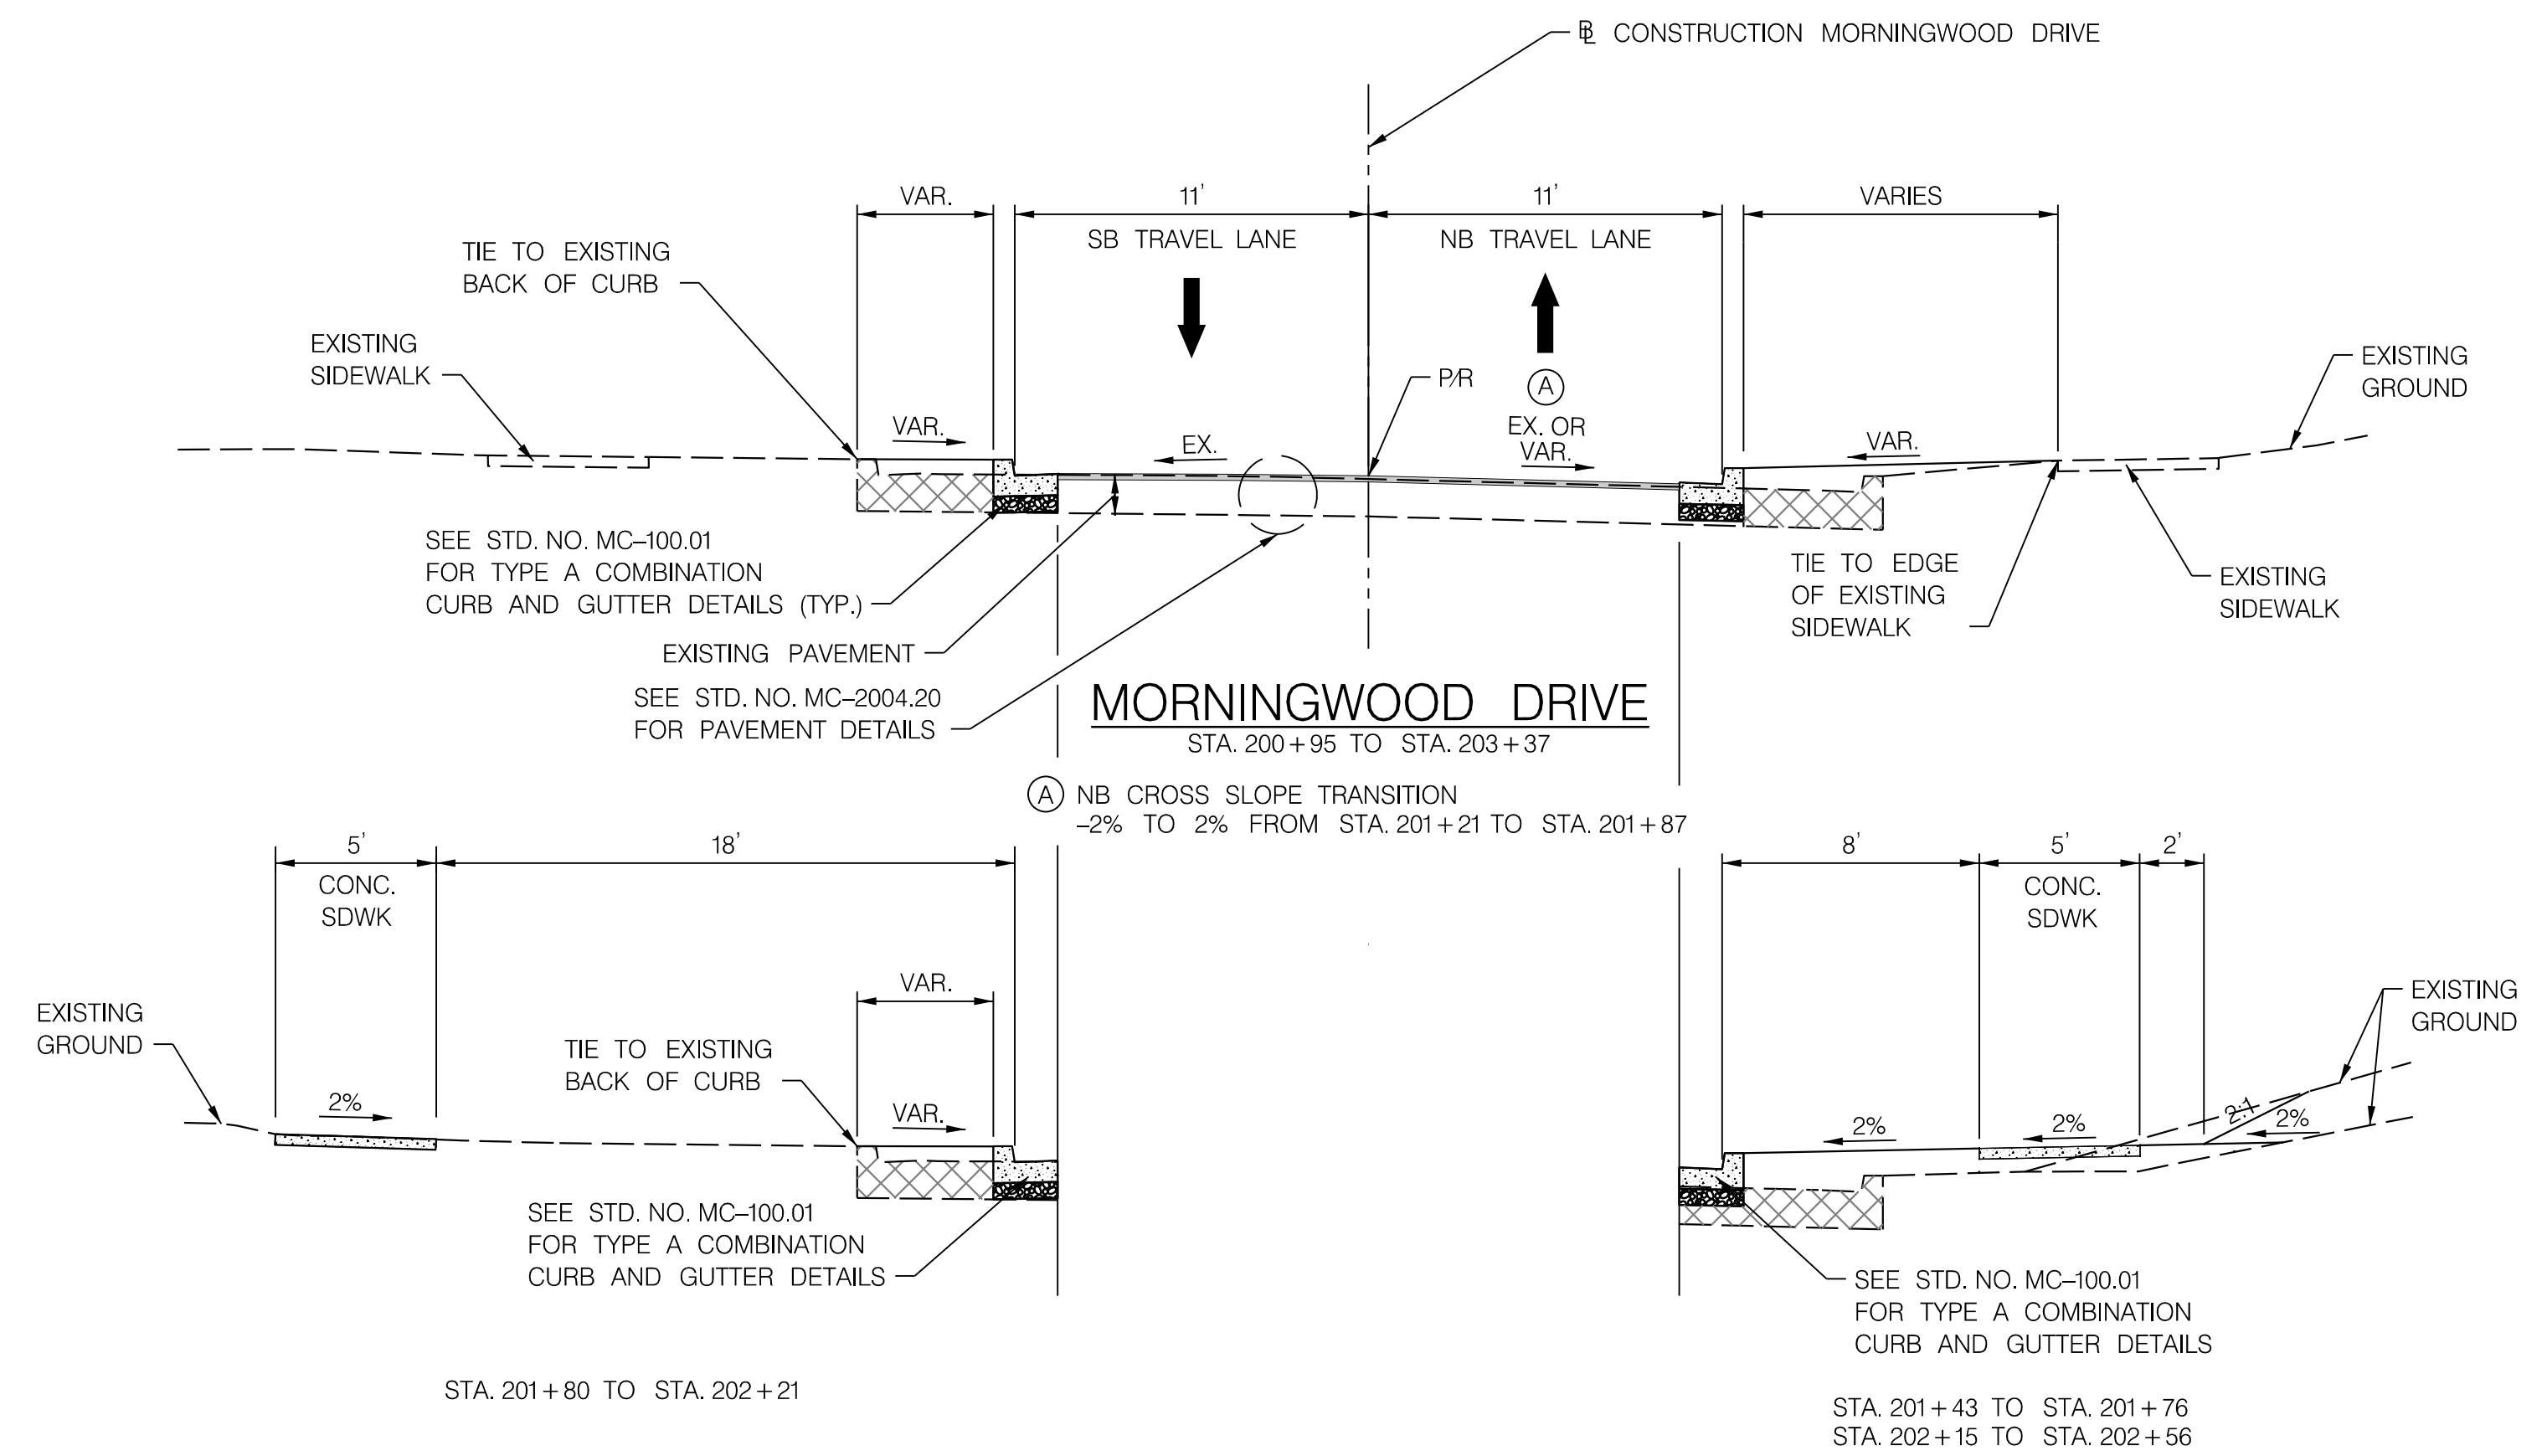 ℄ CONSTRUCTION MORNINGWOOD DRIVE
VAR.
11'
11'
VARIES
SB TRAVEL LANE
NB TRAVEL LANE
TIE TO EXISTING
BACK OF CURB
EXISTING
SIDEWALK
VAR.
EX.
P/R
A
EX. OR
VAR.
VAR.
EXISTING
GROUND
SEE STD. NO. MC-100.01
FOR TYPE A COMBINATION
CURB AND GUTTER DETAILS (TYP.)
EXISTING PAVEMENT
SEE STD. NO. MC-2004.20
FOR PAVEMENT DETAILS
TIE TO EDGE
OF EXISTING
SIDEWALK
EXISTING
SIDEWALK
MORNINGWOOD DRIVE
STA. 200+95 TO STA. 203+37
A NB CROSS SLOPE TRANSITION
-2% TO 2% FROM STA. 201+21 TO STA. 201+87
5'
18'
CONC.
SDWK
VAR.
EXISTING
GROUND
TIE TO EXISTING
BACK OF CURB
2%
VAR.
SEE STD. NO. MC-100.01
FOR TYPE A COMBINATION
CURB AND GUTTER DETAILS
STA. 201+80 TO STA. 202+21
8'
5'
2'
CONC.
SDWK
EXISTING
GROUND
2%
2%
2:1
2%
SEE STD. NO. MC-100.01
FOR TYPE A COMBINATION
CURB AND GUTTER DETAILS
STA. 201+43 TO STA. 201+76
STA. 202+15 TO STA. 202+56